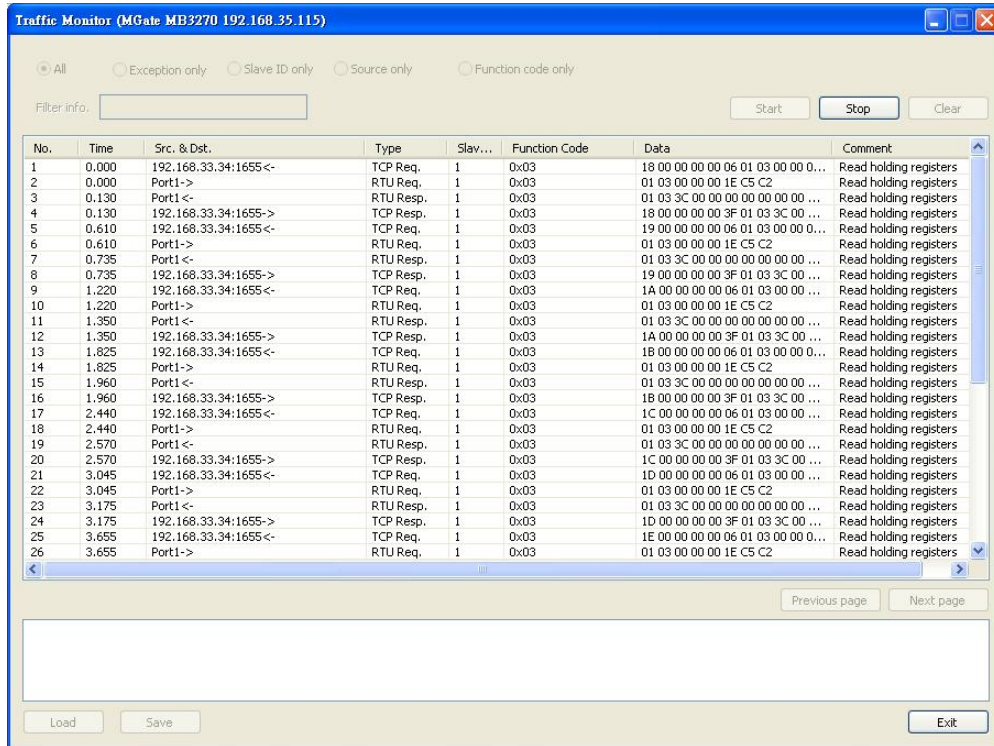 Traffic Monitor (MGate MB3270 192.168.35.115)
All Exception only Slave ID only Source only Function code only
Filter info. Start Stop Clear
No. Time Src. & Dst. Type Slav... Function Code Data Comment
1 0.000 192.168.33.34:1655<- TCP Req. 1 0x03 18 00 00 00 00 06 01 03 00 00 0... Read holding registers
2 0.000 Port1-> RTU Req. 1 0x03 01 03 00 00 00 1E C5 C2 Read holding registers
3 0.130 Port1<- RTU Resp. 1 0x03 01 03 3C 00 00 00 00 00 00 ... Read holding registers
4 0.130 192.168.33.34:1655-> TCP Resp. 1 0x03 18 00 00 00 00 3F 01 03 3C 00 ... Read holding registers
5 0.610 192.168.33.34:1655<- TCP Req. 1 0x03 19 00 00 00 00 06 01 03 00 00 0... Read holding registers
6 0.610 Port1-> RTU Req. 1 0x03 01 03 00 00 00 1E C5 C2 Read holding registers
7 0.735 Port1<- RTU Resp. 1 0x03 01 03 3C 00 00 00 00 00 00 ... Read holding registers
8 0.735 192.168.33.34:1655-> TCP Resp. 1 0x03 19 00 00 00 00 3F 01 03 3C 00 ... Read holding registers
9 1.220 192.168.33.34:1655<- TCP Req. 1 0x03 1A 00 00 00 00 06 01 03 00 00 ... Read holding registers
10 1.220 Port1-> RTU Req. 1 0x03 01 03 00 00 00 1E C5 C2 Read holding registers
11 1.350 Port1<- RTU Resp. 1 0x03 01 03 3C 00 00 00 00 00 00 ... Read holding registers
12 1.350 192.168.33.34:1655-> TCP Resp. 1 0x03 1A 00 00 00 00 3F 01 03 3C 00 ... Read holding registers
13 1.825 192.168.33.34:1655<- TCP Req. 1 0x03 1B 00 00 00 00 06 01 03 00 00 0... Read holding registers
14 1.825 Port1-> RTU Req. 1 0x03 01 03 00 00 00 1E C5 C2 Read holding registers
15 1.960 Port1<- RTU Resp. 1 0x03 01 03 3C 00 00 00 00 00 00 ... Read holding registers
16 1.960 192.168.33.34:1655-> TCP Resp. 1 0x03 1B 00 00 00 00 3F 01 03 3C 00 ... Read holding registers
17 2.440 192.168.33.34:1655<- TCP Req. 1 0x03 1C 00 00 00 00 06 01 03 00 00 0... Read holding registers
18 2.440 Port1-> RTU Req. 1 0x03 01 03 00 00 00 1E C5 C2 Read holding registers
19 2.570 Port1<- RTU Resp. 1 0x03 01 03 3C 00 00 00 00 00 00 ... Read holding registers
20 2.570 192.168.33.34:1655-> TCP Resp. 1 0x03 1C 00 00 00 00 3F 01 03 3C 00 ... Read holding registers
21 3.045 192.168.33.34:1655<- TCP Req. 1 0x03 1D 00 00 00 00 06 01 03 00 00 ... Read holding registers
22 3.045 Port1-> RTU Req. 1 0x03 01 03 00 00 00 1E C5 C2 Read holding registers
23 3.175 Port1<- RTU Resp. 1 0x03 01 03 3C 00 00 00 00 00 00 ... Read holding registers
24 3.175 192.168.33.34:1655-> TCP Resp. 1 0x03 1D 00 00 00 00 3F 01 03 3C 00 ... Read holding registers
25 3.655 192.168.33.34:1655<- TCP Req. 1 0x03 1E 00 00 00 00 06 01 03 00 00 0... Read holding registers
26 3.655 Port1-> RTU Req. 1 0x03 01 03 00 00 00 1E C5 C2 Read holding registers
Previous page Next page
Load Save Exit